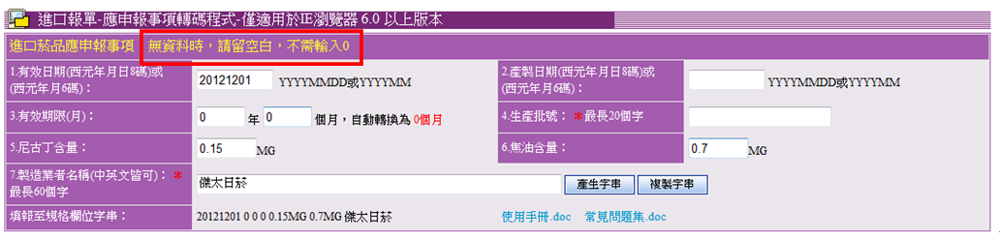 進口報單-應申報事項轉碼程式-僅適用於IE瀏覽器 6.0 以上版本
進口菸品應申報事項 無資料時，請留空白，不需輸入0
1.有效日期(西元年月日8碼)或(西元年月6碼)： 20121201 YYYYMMDD或YYYYMM 2.產製日期(西元年月日8碼)或(西元年月6碼)： YYYYMMDD或YYYYMM
3.有效期限(月)： 0 年 0 個月，自動轉換為 0個月 4.生產批號： *最長20個字
5.尼古丁含量： 0.15 MG 6.焦油含量： 0.7 MG
7.製造業者名稱(中英文皆可)： * 最長60個字 傑太日菸 產生字串 複製字串
填報至規格欄位字串： 20121201 0 0 0 0.15MG 0.7MG 傑太日菸 使用手冊.doc 常見問題集.doc